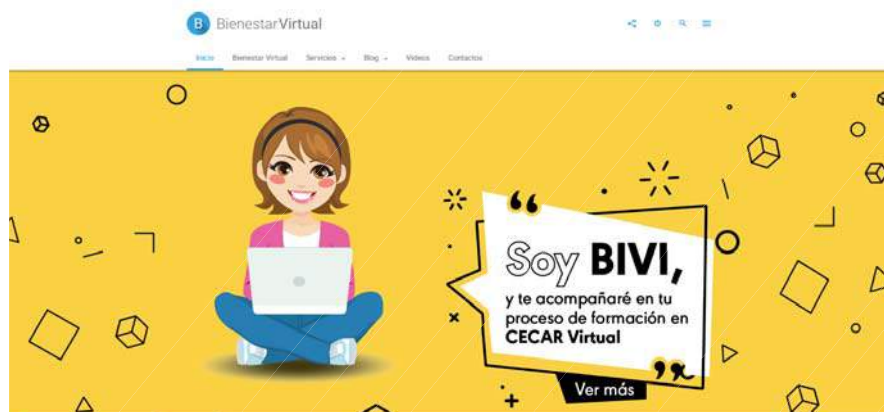 B BienestarVirtual
Inicio Bienestar Virtual Servicios Blog Videos Contactos
“
Soy BIVI,
y te acompañaré en tu
proceso de formación en
CECAR Virtual
”
Ver más